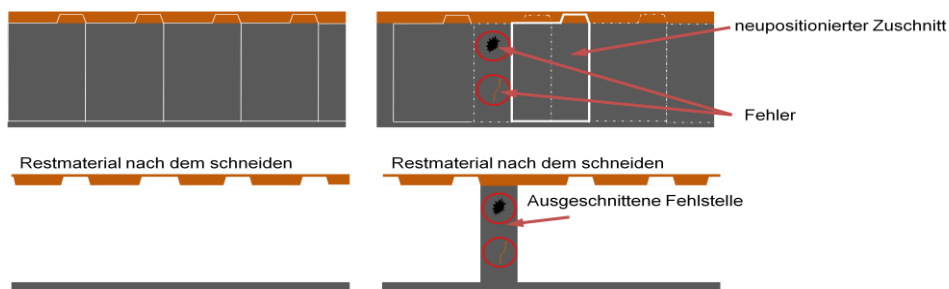 neupositionierter Zuschnitt
Fehler
Restmaterial nach dem schneiden
Restmaterial nach dem schneiden
Ausgeschnittene Fehlstelle